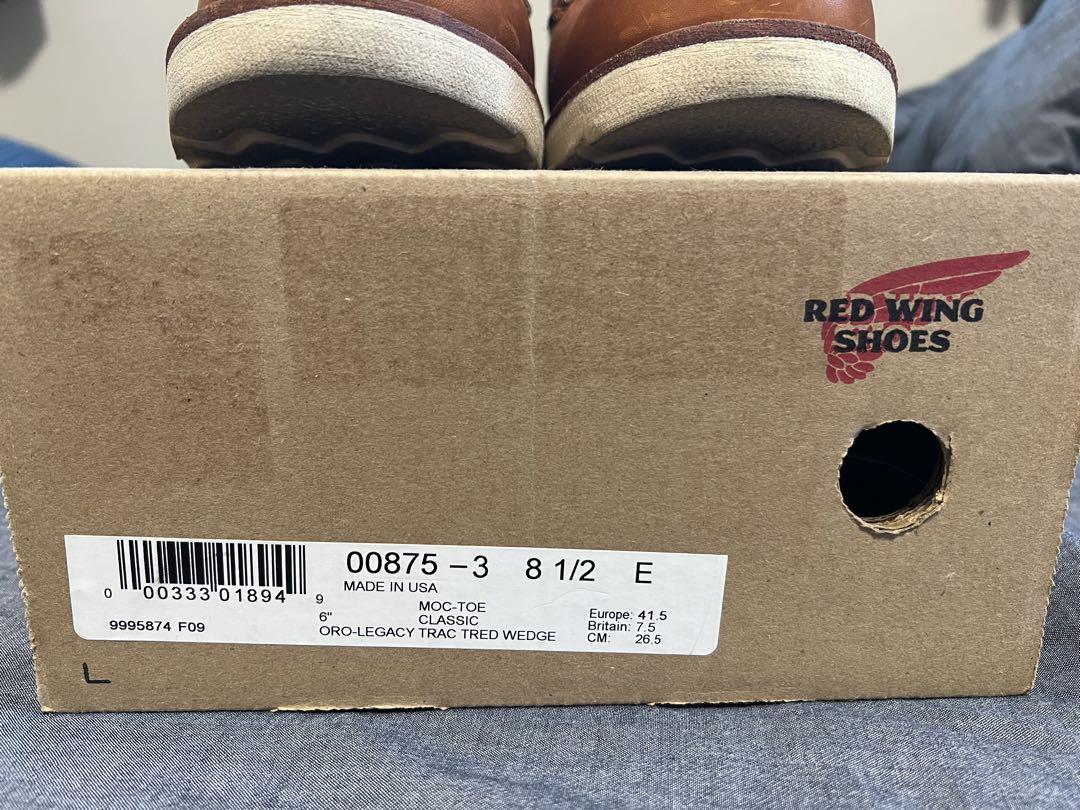 RED WING
SHOES
00875-3 8 1/2 E
MADE IN USA
0 00333 01894 9
MOC-TOE
6" CLASSIC
ORO-LEGACY TRAC TRED WEDGE
Europe: 41.5
Britain: 7.5
CM: 26.5
9995874 F09
L